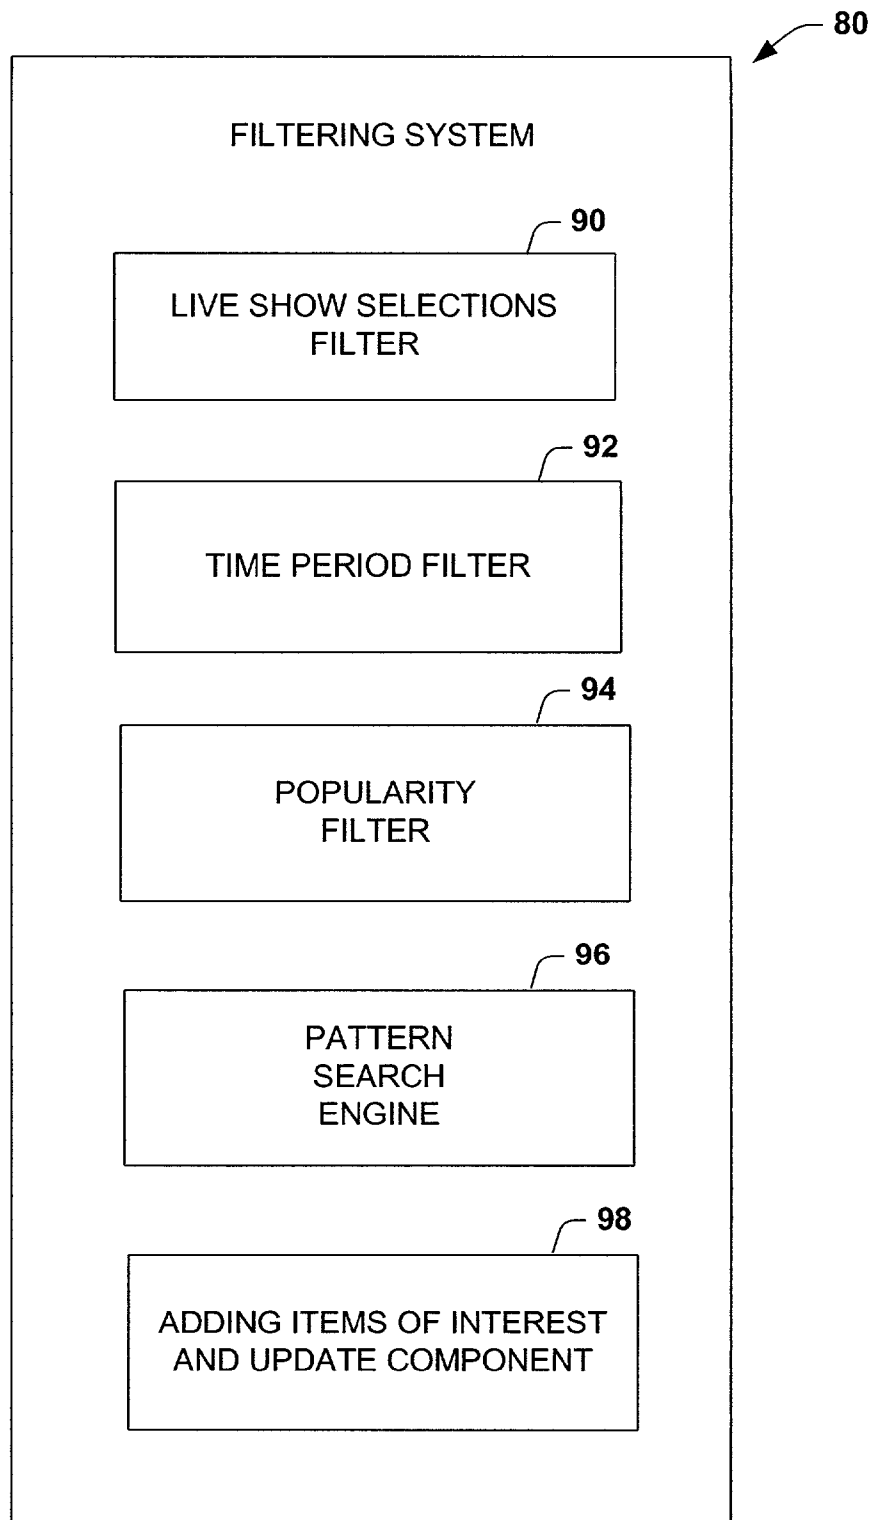 80
FILTERING SYSTEM
90
LIVE SHOW SELECTIONS
FILTER
92
TIME PERIOD FILTER
94
POPULARITY
FILTER
96
PATTERN
SEARCH
ENGINE
98
ADDING ITEMS OF INTEREST
AND UPDATE COMPONENT